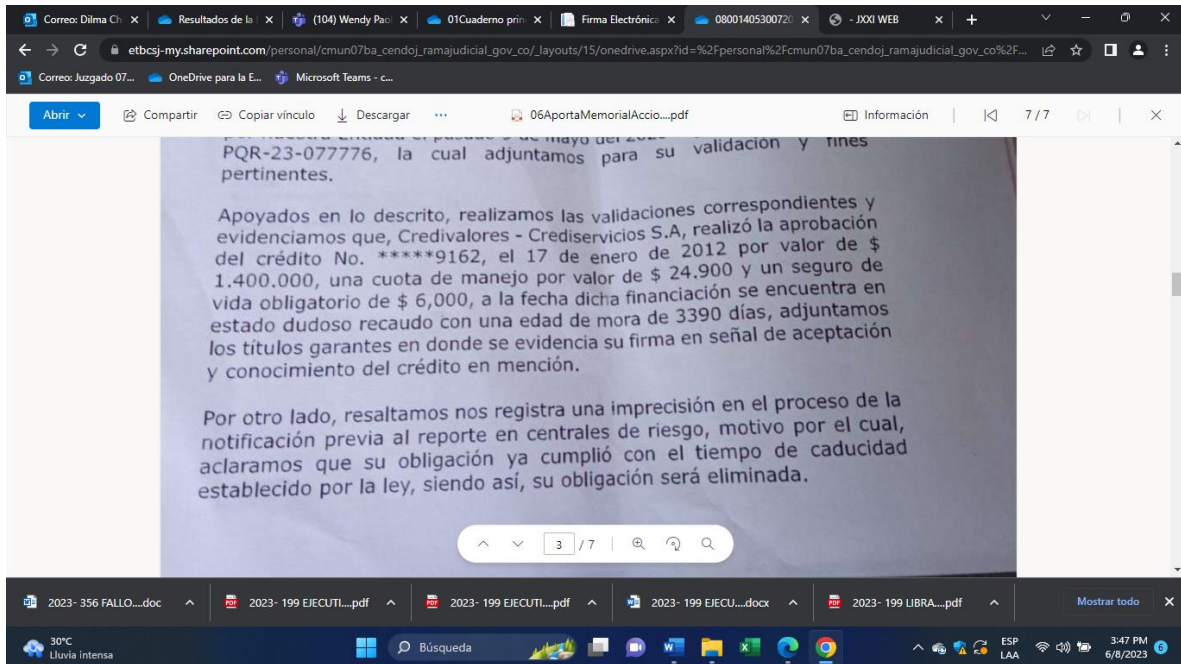 Correo: Dilma Ch
Resultados de la
(104) Wendy Paol
01Cuaderno prin
Firma Electrónica
08001405300720
- JXXI WEB
etbcsj-my.sharepoint.com/personal/cmun07ba_cendoj_ramajudicial_gov_co/_layouts/15/onedrive.aspx?id=%2Fpersonal%2Fcmun07ba_cendoj_ramajudicial_gov_co%2F...
Correo: Juzgado 07...
OneDrive para la E...
Microsoft Teams - c...
Abrir
Compartir
Copiar vínculo
Descargar
...
06AportaMemorialAccio....pdf
Información
7/7
por Nuestra Entidad el pasado 9 de mayo del
PQR-23-077776, la cual adjuntamos para su validación y fines
pertinentes.
Apoyados en lo descrito, realizamos las validaciones correspondientes y
evidenciamos que, Credivalores - Crediservicios S.A, realizó la aprobación
del crédito No. *****9162, el 17 de enero de 2012 por valor de $
1.400.000, una cuota de manejo por valor de $ 24.900 y un seguro de
vida obligatorio de $ 6,000, a la fecha dicha financiación se encuentra en
estado dudoso recaudo con una edad de mora de 3390 días, adjuntamos
los títulos garantes en donde se evidencia su firma en señal de aceptación
y conocimiento del crédito en mención.
Por otro lado, resaltamos nos registra una imprecisión en el proceso de la
notificación previa al reporte en centrales de riesgo, motivo por el cual,
aclaramos que su obligación ya cumplió con el tiempo de caducidad
establecido por la ley, siendo así, su obligación será eliminada.
3 / 7
2023- 356 FALLO....doc
2023- 199 EJECUTI....pdf
2023- 199 EJECUTI....pdf
2023- 199 EJECU....docx
2023- 199 LIBRA....pdf
Mostrar todo
30°C
Lluvia intensa
Búsqueda
ESP
LAA
3:47 PM
6/8/2023
6